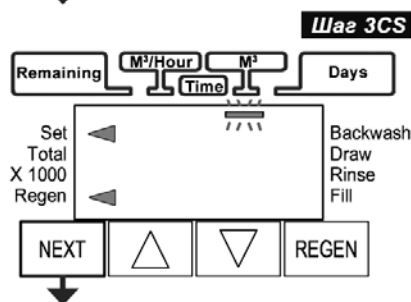 Шаг 3CS
Remaining
M³/Hour
M³
Time
Days
Set
Total
X 1000
Regen
Backwash
Draw
Rinse
Fill
NEXT
REGEN